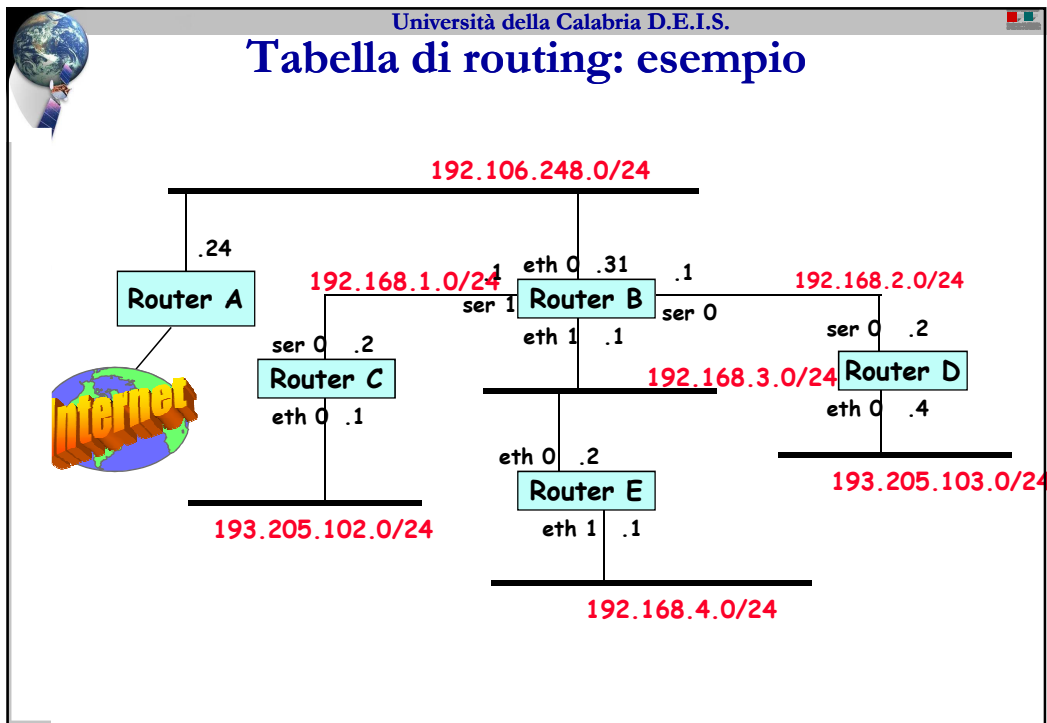 Università della Calabria D.E.I.S.
Tabella di routing: esempio
192.106.248.0/24
.24
Router A
Internet
192.168.1.0/24
.1
eth 0 .31
.1
192.168.2.0/24
ser 1
Router B
ser 0
eth 1 .1
ser 0 .2
Router C
eth 0 .1
193.205.102.0/24
192.168.3.0/24
ser 0 .2
Router D
eth 0 .4
193.205.103.0/24
eth 0 .2
Router E
eth 1 .1
192.168.4.0/24